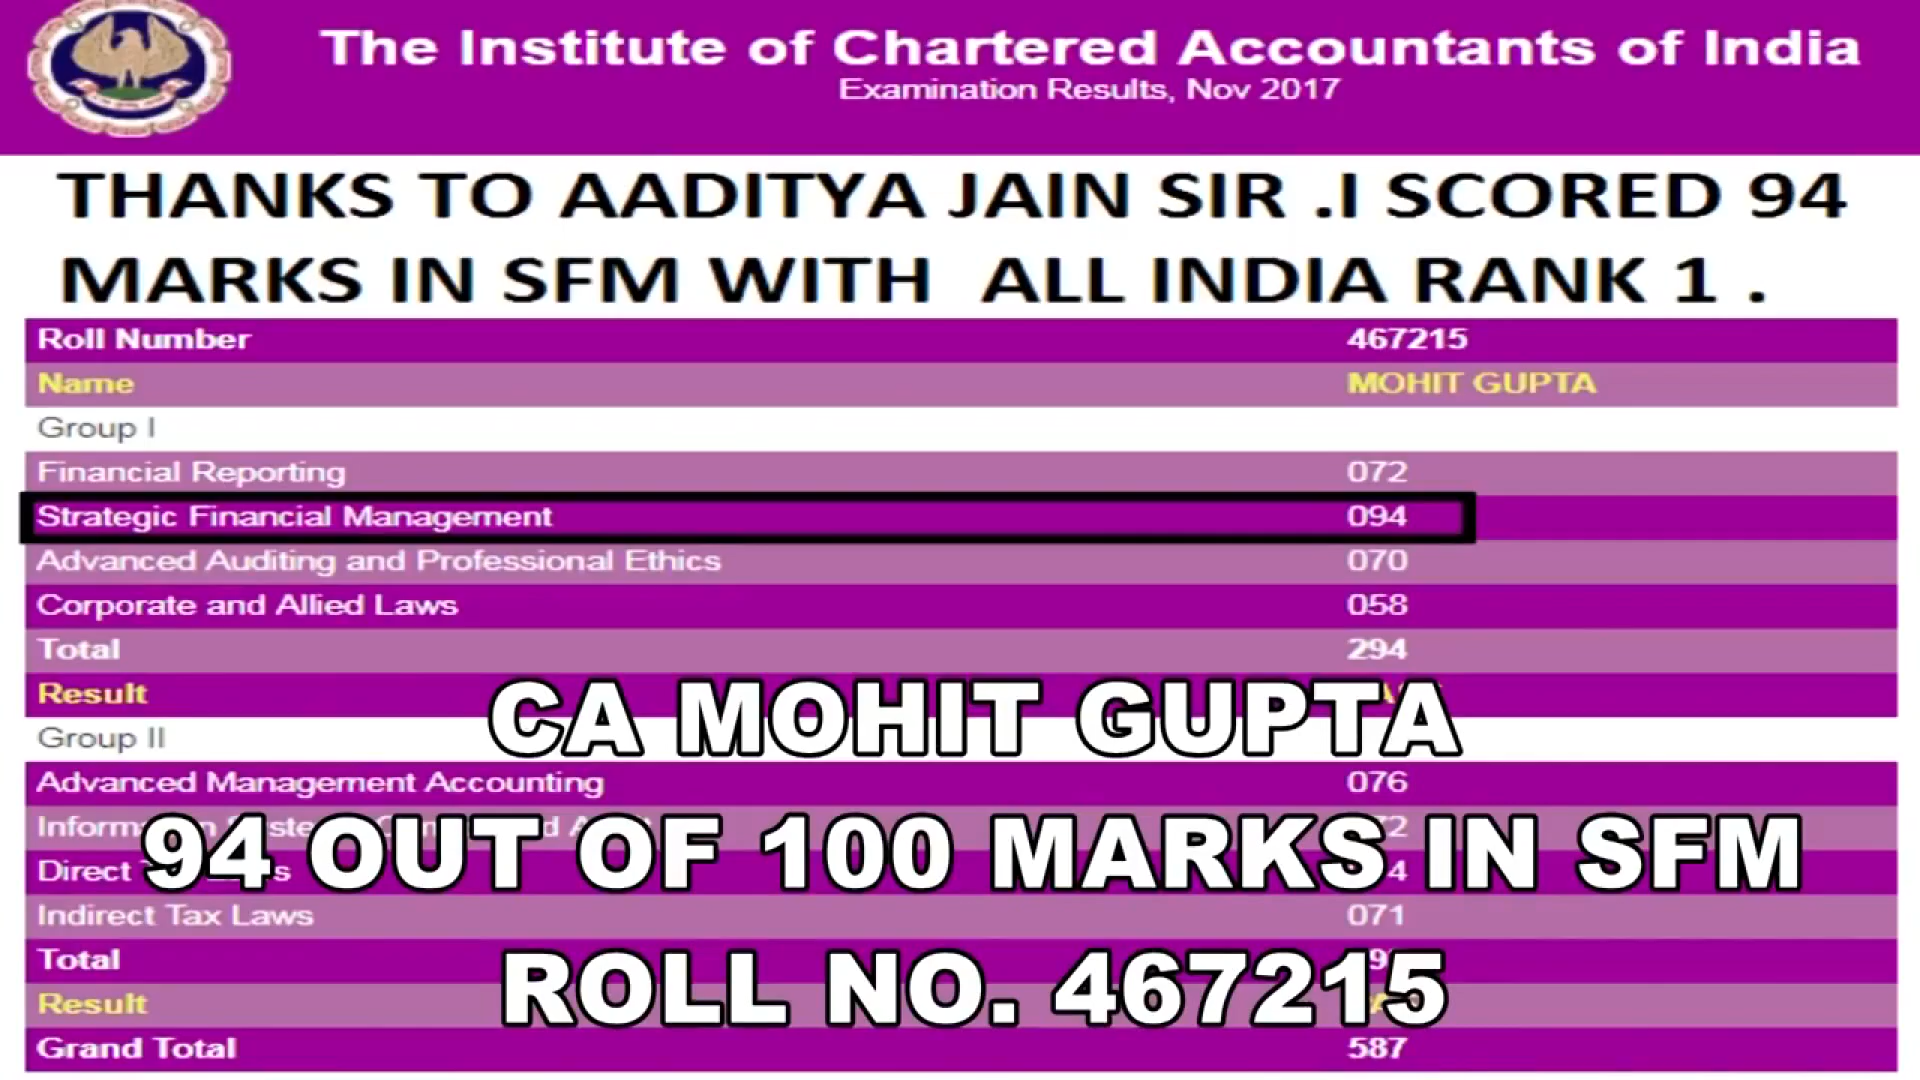 The Institute of Chartered Accountants of India
Examination Results, Nov 2017
THANKS TO AADITYA JAIN SIR .I SCORED 94
MARKS IN SFM WITH ALL INDIA RANK 1 .
Roll Number 467215
Name MOHIT GUPTA
Group I
Financial Reporting 072
Strategic Financial Management 094
Advanced Auditing and Professional Ethics 070
Corporate and Allied Laws 058
Total 294
Result
CA MOHIT GUPTA
Group II
Advanced Management Accounting 076
94 OUT OF 100 MARKS IN SFM
Direct
Indirect Tax Laws 071
Total
ROLL NO. 467215
Result
Grand Total 587